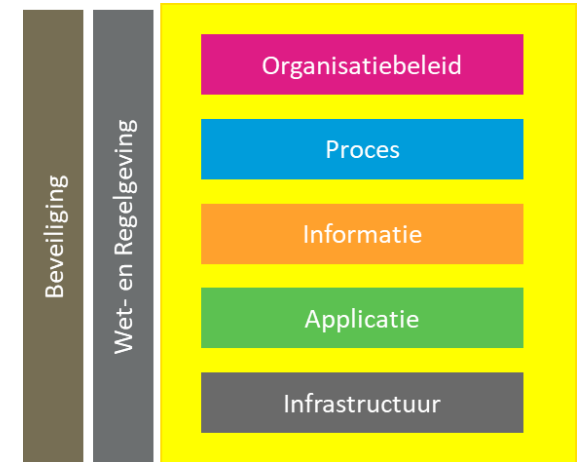 Beveiliging
Wet- en Regelgeving
Organisatiebeleid
Proces
Informatie
Applicatie
Infrastructuur